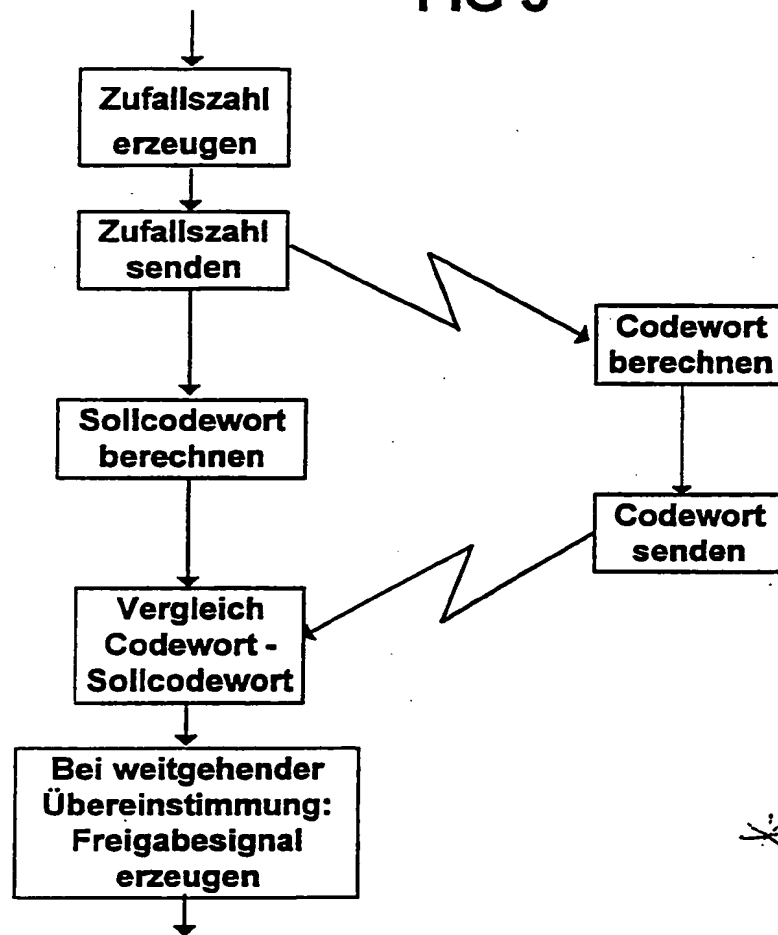 Zufallszahl
erzeugen
Zufallszahl
senden
Codewort
berechnen
Sollcodewort
berechnen
Codewort
senden
Vergleich
Codewort -
Sollcodewort
Bei weitgehender
Übereinstimmung:
Freigabesignal
erzeugen